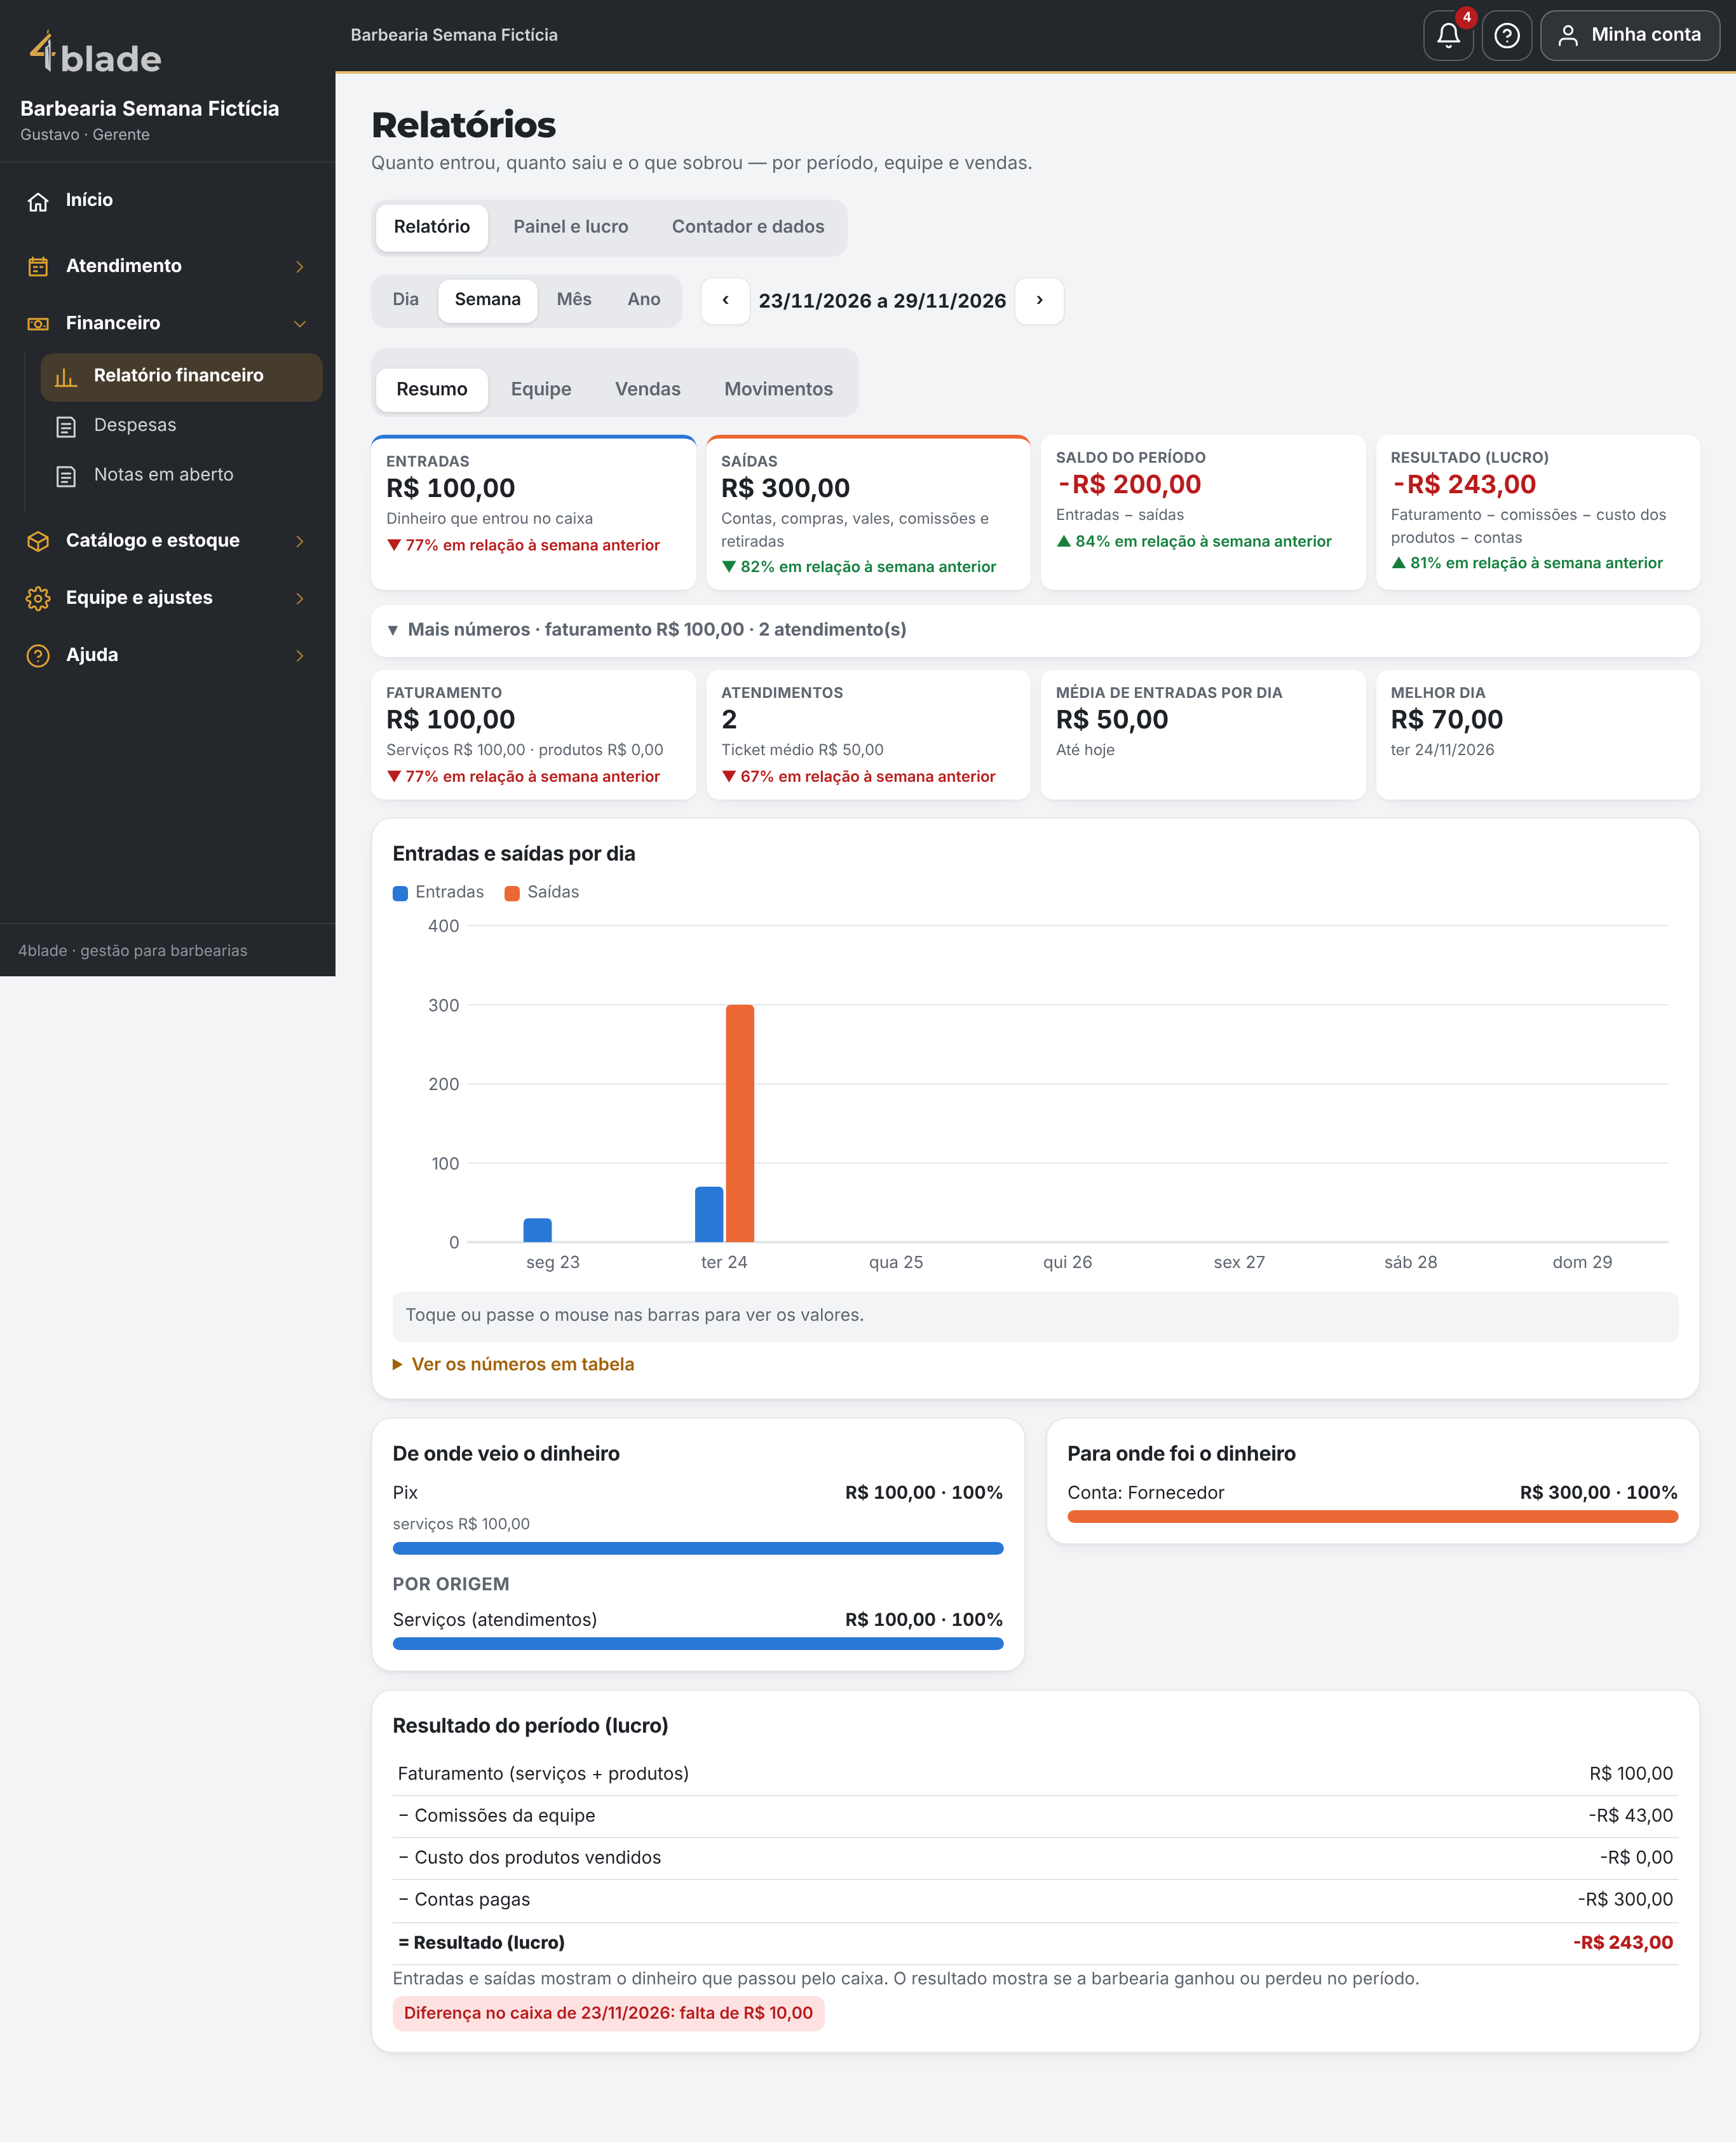 4blade
Barbearia Semana Fictícia
Gustavo · Gerente
Início
Atendimento
Financeiro
Relatório financeiro
Despesas
Notas em aberto
Catálogo e estoque
Equipe e ajustes
Ajuda
4blade · gestão para barbearias
Barbearia Semana Fictícia
4
Minha conta
Relatórios
Quanto entrou, quanto saiu e o que sobrou — por período, equipe e vendas.
Relatório Painel e lucro Contador e dados
Dia Semana Mês Ano ‹ 23/11/2026 a 29/11/2026 ›
Resumo Equipe Vendas Movimentos
ENTRADAS
R$ 100,00
Dinheiro que entrou no caixa
▼ 77% em relação à semana anterior
SAÍDAS
R$ 300,00
Contas, compras, vales, comissões e
retiradas
▼ 82% em relação à semana anterior
SALDO DO PERÍODO
-R$ 200,00
Entradas − saídas
▲ 84% em relação à semana anterior
RESULTADO (LUCRO)
-R$ 243,00
Faturamento − comissões − custo dos
produtos − contas
▲ 81% em relação à semana anterior
▼ Mais números · faturamento R$ 100,00 · 2 atendimento(s)
FATURAMENTO
R$ 100,00
Serviços R$ 100,00 · produtos R$ 0,00
▼ 77% em relação à semana anterior
ATENDIMENTOS
2
Ticket médio R$ 50,00
▼ 67% em relação à semana anterior
MÉDIA DE ENTRADAS POR DIA
R$ 50,00
Até hoje
MELHOR DIA
R$ 70,00
ter 24/11/2026
Entradas e saídas por dia
Entradas Saídas
400
300
200
100
0
seg 23 ter 24 qua 25 qui 26 sex 27 sáb 28 dom 29
Toque ou passe o mouse nas barras para ver os valores.
▶ Ver os números em tabela
De onde veio o dinheiro
Pix R$ 100,00 · 100%
serviços R$ 100,00
POR ORIGEM
Serviços (atendimentos) R$ 100,00 · 100%
Para onde foi o dinheiro
Conta: Fornecedor R$ 300,00 · 100%
Resultado do período (lucro)
Faturamento (serviços + produtos) R$ 100,00
− Comissões da equipe -R$ 43,00
− Custo dos produtos vendidos -R$ 0,00
− Contas pagas -R$ 300,00
= Resultado (lucro) -R$ 243,00
Entradas e saídas mostram o dinheiro que passou pelo caixa. O resultado mostra se a barbearia ganhou ou perdeu no período.
Diferença no caixa de 23/11/2026: falta de R$ 10,00